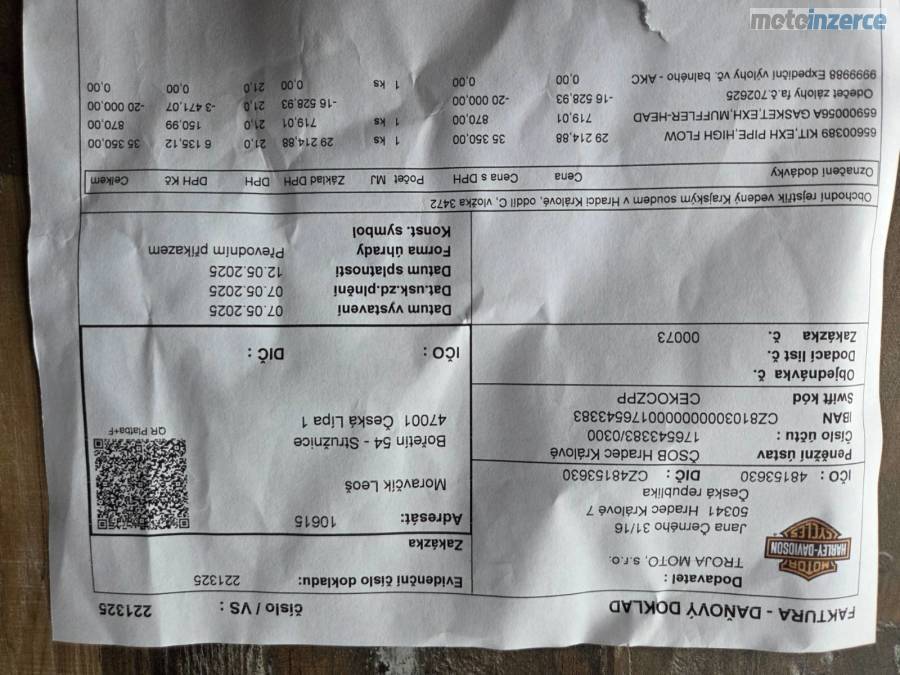 motoinzerce
FAKTURA - DAŇOVÝ DOKLAD číslo / VS : 221325
Dodavatel :
TROJA MOTO, s.r.o.
Jana Černého 31/16
50341 Hradec Králové 7
Česká republika
MOTOR
HARLEY-DAVIDSON
CYCLES
IČO : 48153630 DIČ : CZ48153630
Peněžní ústav ČSOB Hradec Králové
Číslo účtu : 176543383/0300
IBAN CZ8103000000000176543383
Swift kód CEKOCZPP
Objednávka č.
Dodací list č.
Zakázka č. 00073
Evidenční číslo dokladu: 221325
Zakázka
Adresát: 10615
Moravčík Leoš
Bořetín 54 - Stružnice
47001 Česká Lípa 1
QR Platba+F
IČO : DIČ :
Datum vystavení 07.05.2025
Dat.usk.zd.plnění 07.05.2025
Datum splatnosti 12.05.2025
Forma úhrady Převodním příkazem
Konst. symbol
Obchodní rejstřík vedený Krajským soudem v Hradci Králové, oddíl C, vložka 3472
Označení dodávky Cena Cena s DPH Počet MJ Základ DPH DPH DPH Kč Celkem
65600389 KIT,EXH PIPE,HIGH FLOW 29 214,88 35 350,00 1 ks 29 214,88 21,0 6 135,12 35 350,00
65900056A GASKET,EXH,MUFFLER-HEAD 719,01 870,00 1 ks 719,01 21,0 150,99 870,00
Odečet zálohy fa.č.702625 -16 528,93 -20 000,00 -16 528,93 21,0 -3 471,07 -20 000,00
9999988 Expediční výlohy vč. balného - AKC 0,00 0,00 1 ks 0,00 21,0 0,00 0,00